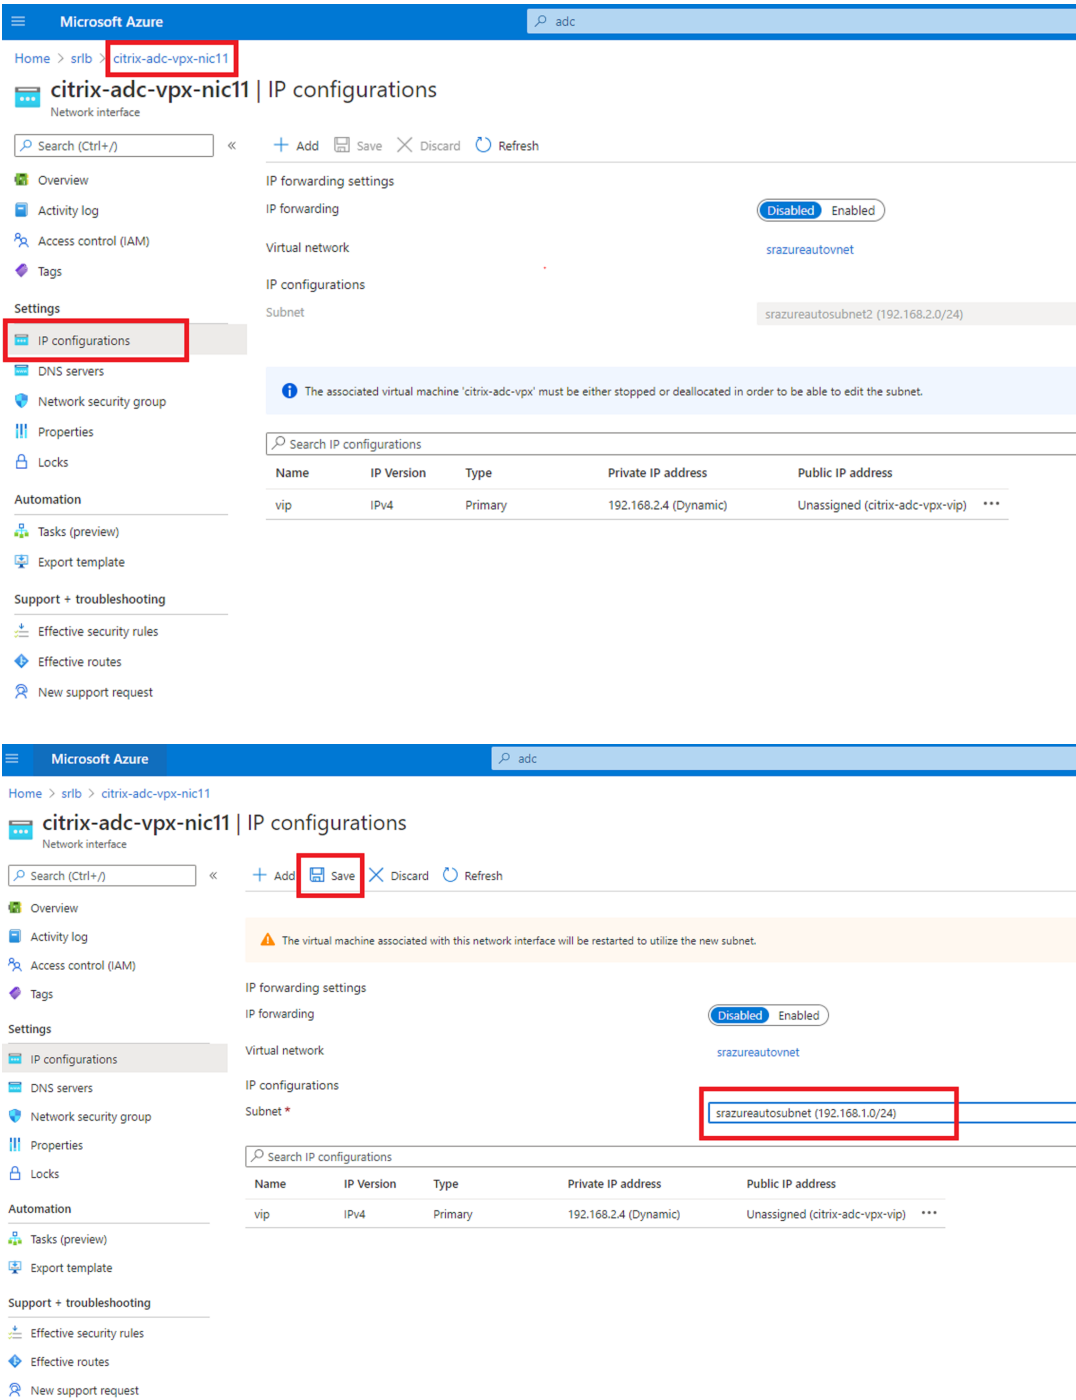 Microsoft Azure
adc
Home > srlb > citrix-adc-vpx-nic11
citrix-adc-vpx-nic11 | IP configurations
Network interface
Search (Ctrl+/)
«
+ Add Save Discard Refresh
Overview
Activity log
Access control (IAM)
Tags
Settings
IP configurations
DNS servers
Network security group
Properties
Locks
Automation
Tasks (preview)
Export template
Support + troubleshooting
Effective security rules
Effective routes
New support request
IP forwarding settings
IP forwarding
Disabled Enabled
Virtual network
srazureautovnet
IP configurations
Subnet
srazureautosubnet2 (192.168.2.0/24)
The associated virtual machine 'citrix-adc-vpx' must be either stopped or deallocated in order to be able to edit the subnet.
Search IP configurations
Name IP Version Type Private IP address Public IP address
vip IPv4 Primary 192.168.2.4 (Dynamic) Unassigned (citrix-adc-vpx-vip) •••
Microsoft Azure
adc
Home > srlb > citrix-adc-vpx-nic11
citrix-adc-vpx-nic11 | IP configurations
Network interface
Search (Ctrl+/)
«
+ Add Save Discard Refresh
Overview
Activity log
Access control (IAM)
Tags
Settings
IP configurations
DNS servers
Network security group
Properties
Locks
Automation
Tasks (preview)
Export template
Support + troubleshooting
Effective security rules
Effective routes
New support request
The virtual machine associated with this network interface will be restarted to utilize the new subnet.
IP forwarding settings
IP forwarding
Disabled Enabled
Virtual network
srazureautovnet
IP configurations
Subnet *
srazureautosubnet (192.168.1.0/24)
Search IP configurations
Name IP Version Type Private IP address Public IP address
vip IPv4 Primary 192.168.2.4 (Dynamic) Unassigned (citrix-adc-vpx-vip) •••